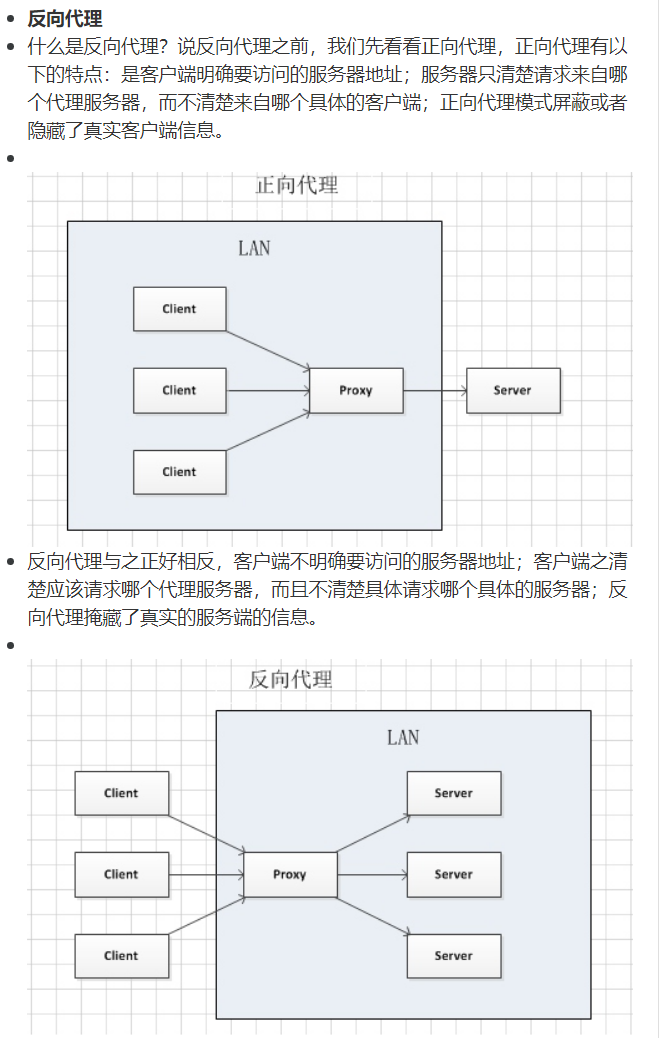 反向代理
什么是反向代理？说反向代理之前，我们先看看正向代理，正向代理有以
下的特点：是客户端明确要访问的服务器地址；服务器只清楚请求来自哪
个代理服务器，而不清楚来自哪个具体的客户端；正向代理模式屏蔽或者
隐藏了真实客户端信息。
正向代理
LAN
Client
Client
Proxy
Server
Client
反向代理与之正好相反，客户端不明确要访问的服务器地址；客户端之清
楚应该请求哪个代理服务器，而且不清楚具体请求哪个具体的服务器；反
向代理掩藏了真实的服务端的信息。
反向代理
LAN
Client
Server
Client
Proxy
Server
Client
Server